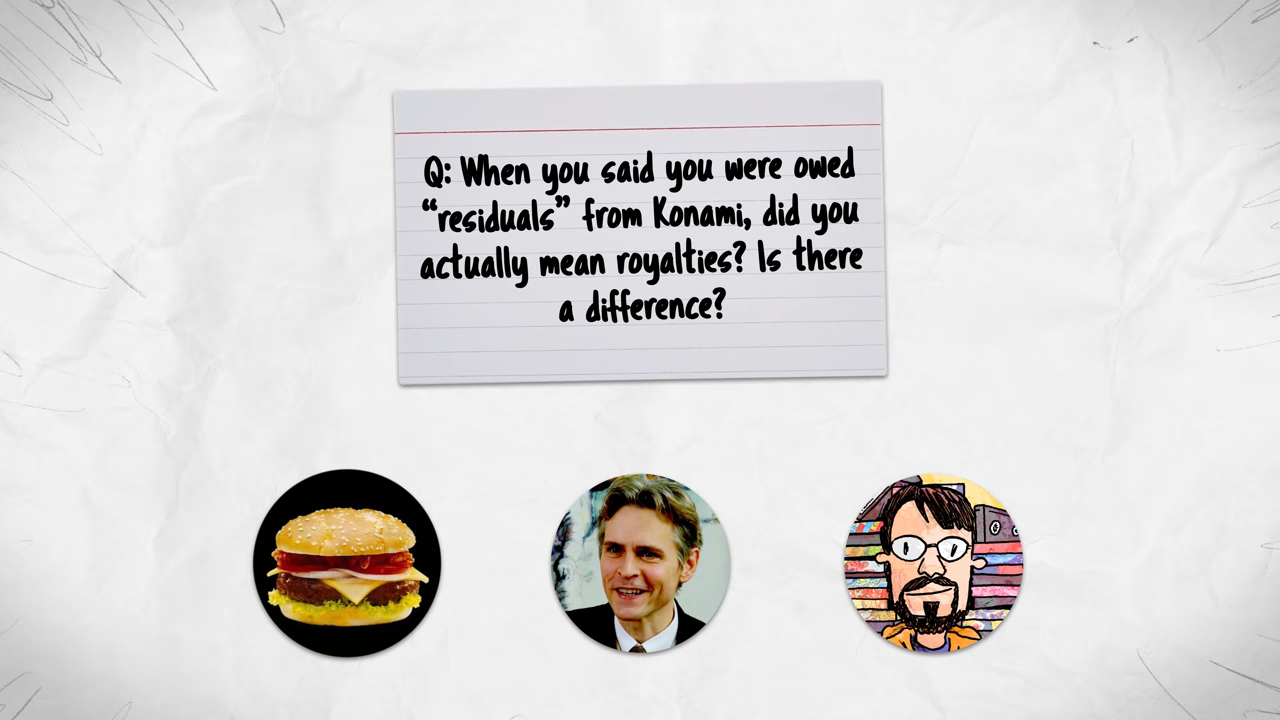 Q: When you said you were owed
“residuals” from Konami, did you
actually mean royalties? Is there
a difference?